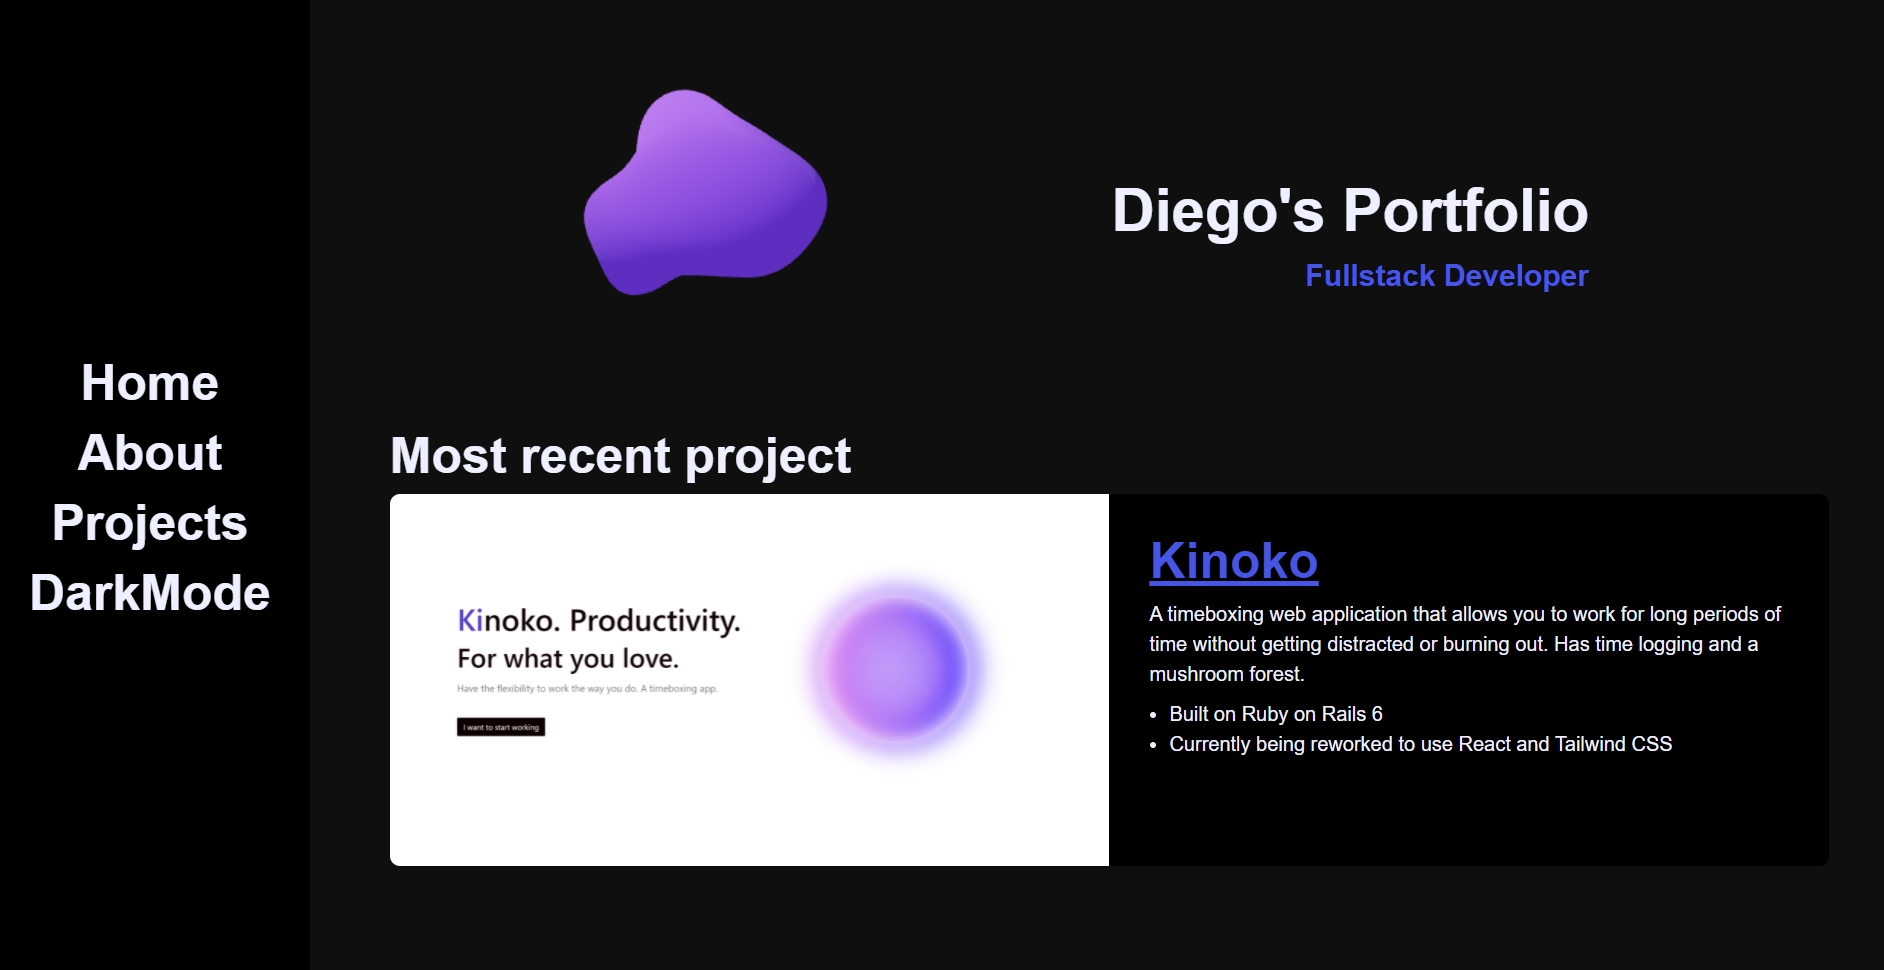 Home
About
Projects
DarkMode
Diego's Portfolio
Fullstack Developer
Most recent project
Kinoko. Productivity.
For what you love.
Have the flexibility to work the way you do. A timeboxing app.
I want to start working
Kinoko
A timeboxing web application that allows you to work for long periods of
time without getting distracted or burning out. Has time logging and a
mushroom forest.
• Built on Ruby on Rails 6
• Currently being reworked to use React and Tailwind CSS